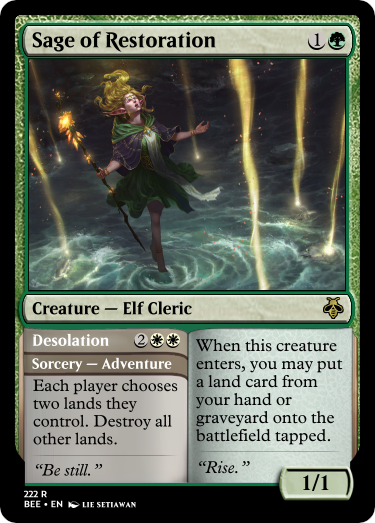 Sage of Restoration 1
Creature — Elf Cleric
Desolation 2
Sorcery — Adventure
Each player chooses
two lands they
control. Destroy all
other lands.
“Be still.”
When this creature
enters, you may put
a land card from
your hand or
graveyard onto the
battlefield tapped.
“Rise.”
1/1
222 R
BEE • EN LIE SETIAWAN